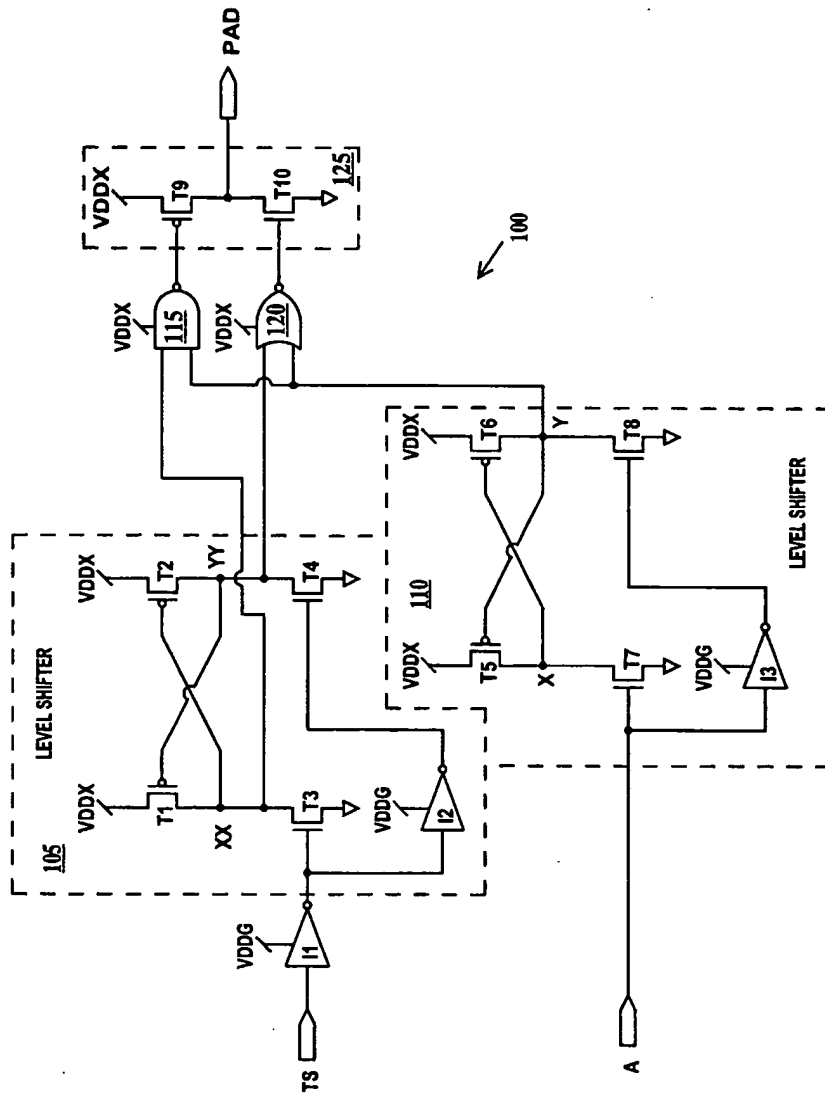 105
LEVEL SHIFTER
VDDX
VDDX
T1
T2
XX
YY
T3
T4
TS
VDDG
I1
VDDG
I2
VDDX
115
VDDX
120
VDDX
T9
T10
125
PAD
100
110
VDDX
VDDX
T5
T6
X
Y
T7
T8
A
VDDG
I3
LEVEL SHIFTER